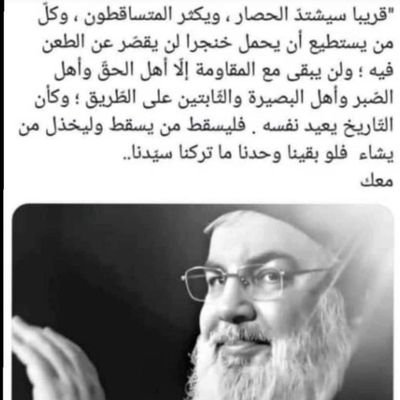 "قريبا سيشتدّ الحصار ، ويكثر المتساقطون ، وكلّ
من يستطيع أن يحمل خنجرا لن يقصّر عن الطعن
فيه ؛ ولن يبقى مع المقاومة إلّا أهل الحقّ وأهل
الصّبر وأهل البصيرة والثّابتين على الطّريق ؛ وكأن
التّاريخ يعيد نفسه . فليسقط من يسقط وليخذل من
يشاء فلو بقينا وحدنا ما تركنا سيّدنا..
معك